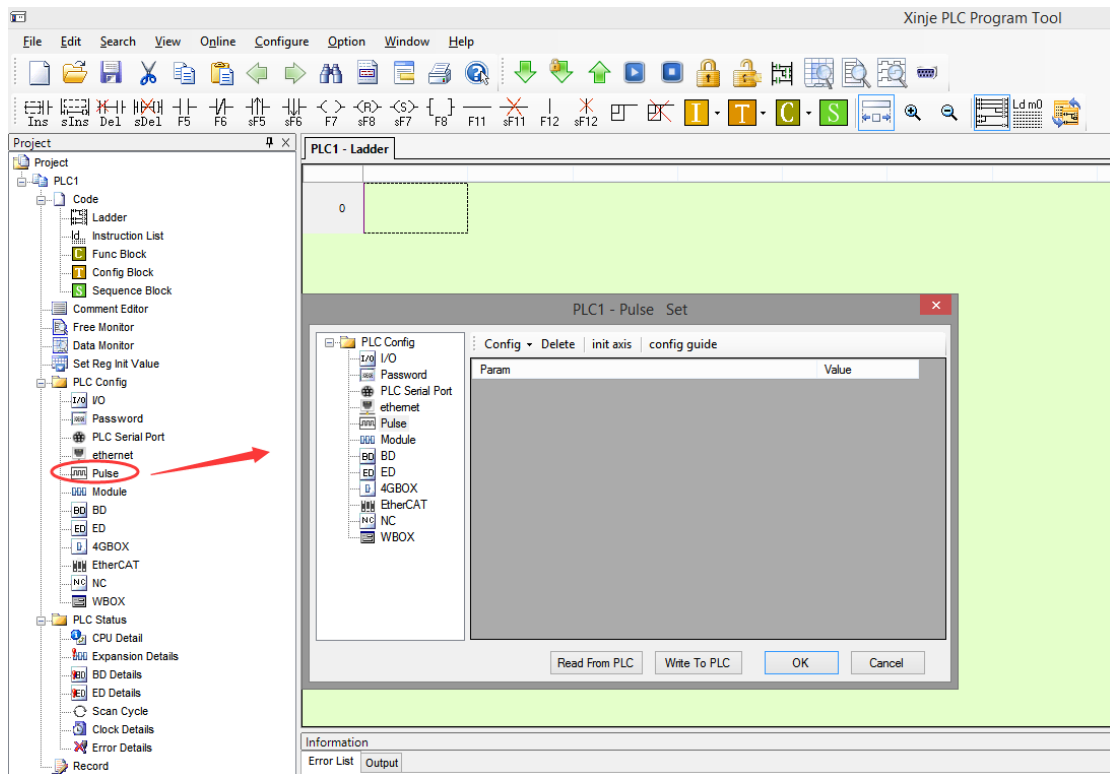 Xinje PLC Program Tool
File Edit Search View Online Configure Option Window Help
Ins sIns Del sDel F5 F6 sF5 sF6 F7 sF8 sF7 F8 F11 sF11 F12 sF12 I T C S Ld m0
Project
PLC1 - Ladder
Project
PLC1
Code
Ladder
Instruction List
Func Block
Config Block
Sequence Block
Comment Editor
Free Monitor
Data Monitor
Set Reg Init Value
PLC Config
I/O
Password
PLC Serial Port
ethernet
Pulse
Module
BD
ED
4GBOX
EtherCAT
NC
WBOX
PLC Status
CPU Detail
Expansion Details
BD Details
ED Details
Scan Cycle
Clock Details
Error Details
Record
0
PLC1 - Pulse Set
PLC Config
I/O
Password
PLC Serial Port
ethernet
Pulse
Module
BD
ED
4GBOX
EtherCAT
NC
WBOX
Config Delete init axis config guide
Param Value
Read From PLC Write To PLC OK Cancel
Information
Error List Output